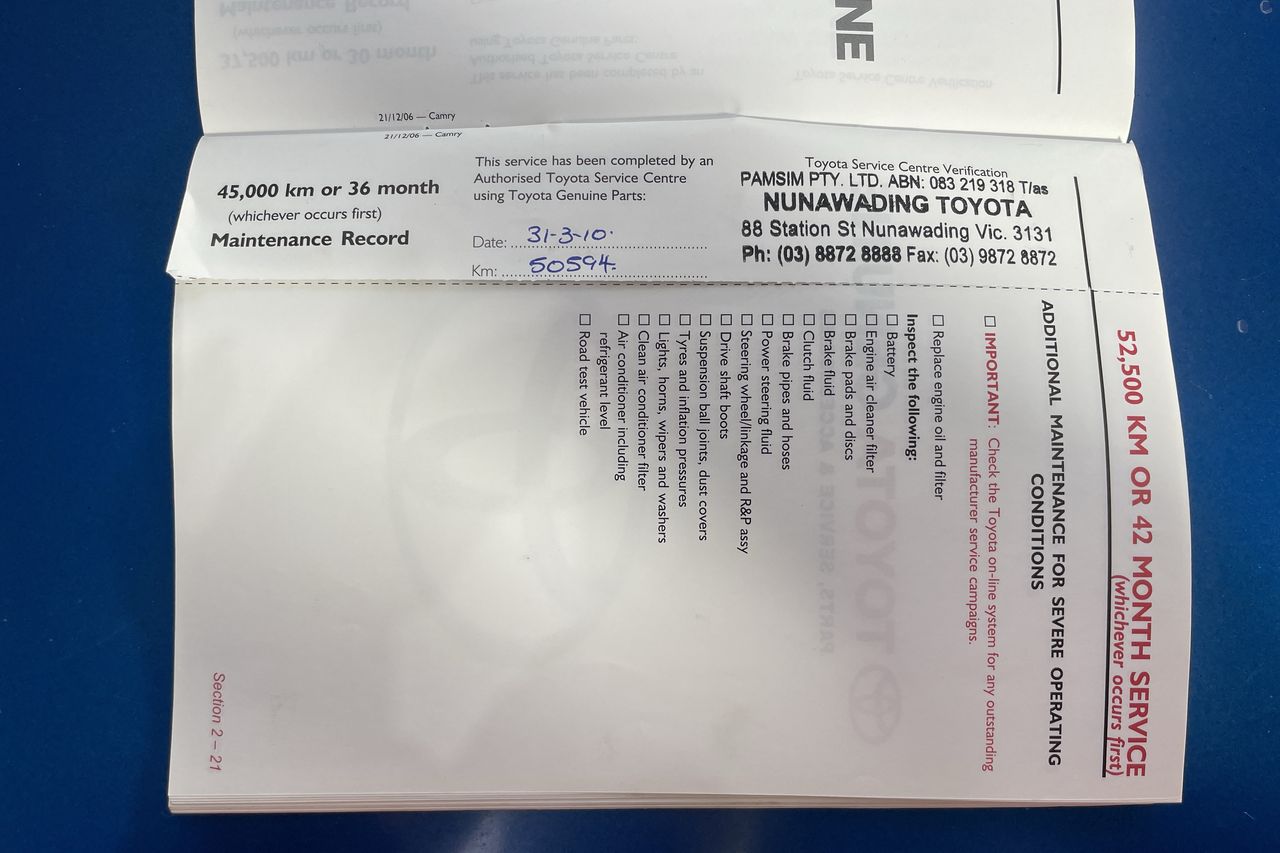 NE
21/12/06 — Camry
21/12/06 — Camry
45,000 km or 36 month
(whichever occurs first)
Maintenance Record
This service has been completed by an
Authorised Toyota Service Centre
using Toyota Genuine Parts:
Date: 31-3-10.
Km: 50594.
Toyota Service Centre Verification
PAMSIM PTY. LTD. ABN: 083 219 318 T/as
NUNAWADING TOYOTA
88 Station St Nunawading Vic. 3131
Ph: (03) 8872 8888 Fax: (03) 9872 8872
52,500 KM OR 42 MONTH SERVICE
(whichever occurs first)
ADDITIONAL MAINTENANCE FOR SEVERE OPERATING
CONDITIONS
☐ IMPORTANT: Check the Toyota on-line system for any outstanding
manufacturer service campaigns.
☐ Replace engine oil and filter
Inspect the following:
☐ Battery
☐ Engine air cleaner filter
☐ Brake pads and discs
☐ Brake fluid
☐ Clutch fluid
☐ Brake pipes and hoses
☐ Power steering fluid
☐ Steering wheel/linkage and R&P assy
☐ Drive shaft boots
☐ Suspension ball joints, dust covers
☐ Tyres and inflation pressures
☐ Lights, horns, wipers and washers
☐ Clean air conditioner filter
☐ Air conditioner including
refrigerant level
☐ Road test vehicle
Section 2 – 21